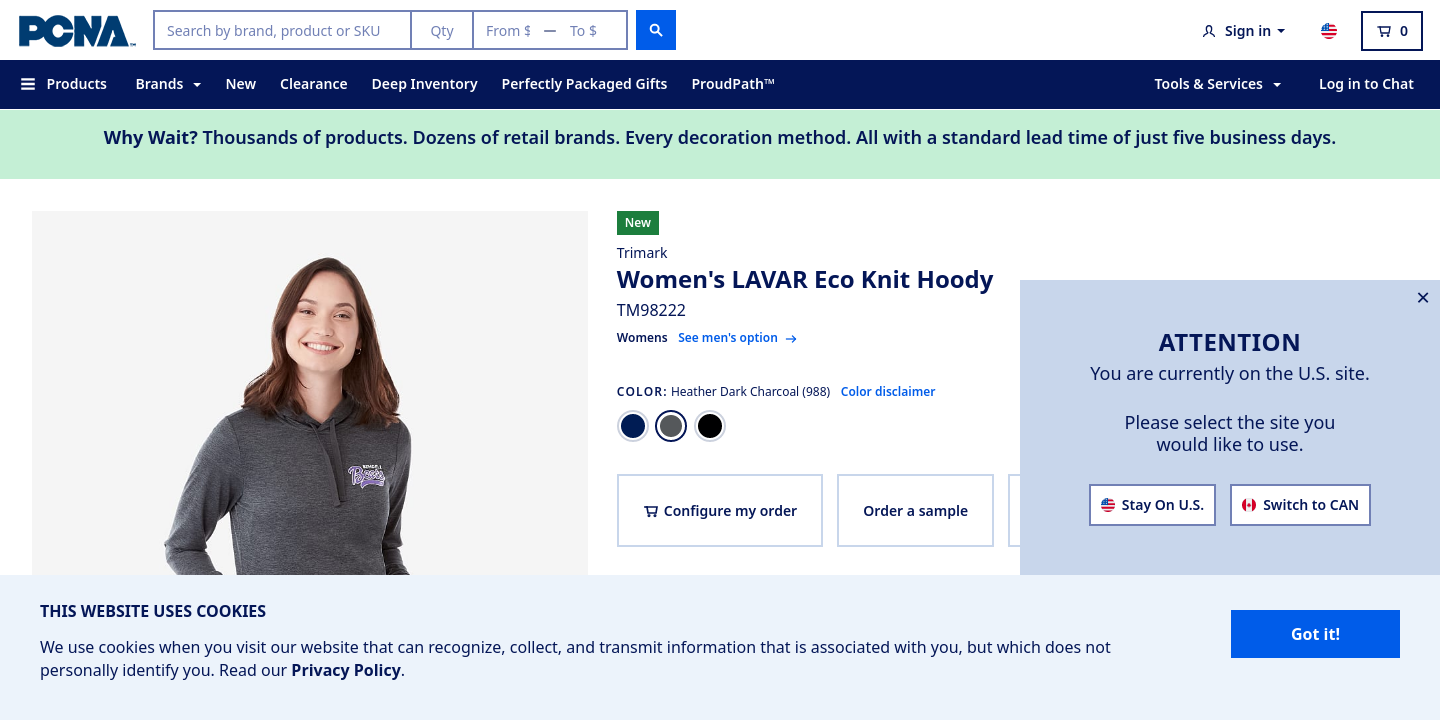 PCNA™
Search by brand, product or SKU
Qty
From $
To $
Sign in
0
Products
Brands
New
Clearance
Deep Inventory
Perfectly Packaged Gifts
ProudPath™
Tools & Services
Log in to Chat
Why Wait? Thousands of products. Dozens of retail brands. Every decoration method. All with a standard lead time of just five business days.
New
Trimark
Women's LAVAR Eco Knit Hoody
TM98222
Womens See men's option
COLOR: Heather Dark Charcoal (988) Color disclaimer
Configure my order
Order a sample
ATTENTION
You are currently on the U.S. site.
Please select the site you
would like to use.
Stay On U.S.
Switch to CAN
THIS WEBSITE USES COOKIES
We use cookies when you visit our website that can recognize, collect, and transmit information that is associated with you, but which does not
personally identify you. Read our Privacy Policy.
Got it!